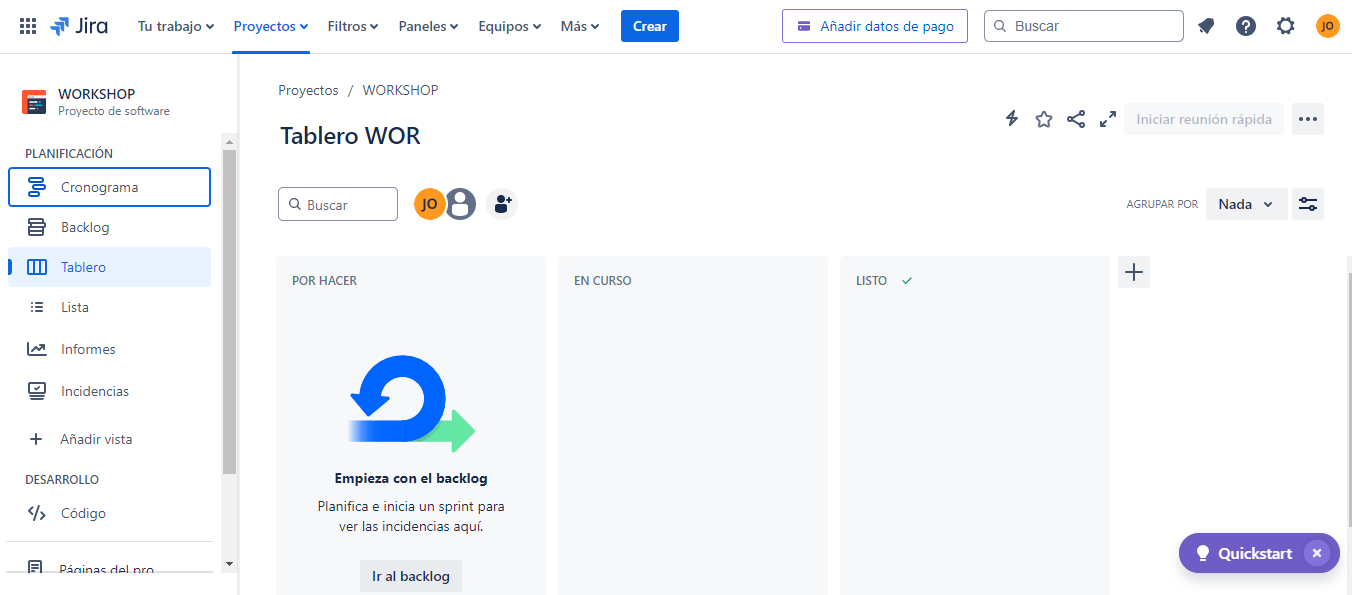 Jira
Tu trabajo
Proyectos
Filtros
Paneles
Equipos
Más
Crear
Añadir datos de pago
Buscar
JO
WORKSHOP
Proyecto de software
PLANIFICACIÓN
Cronograma
Backlog
Tablero
Lista
Informes
Incidencias
Añadir vista
DESARROLLO
Código
Páginas del pro
Proyectos / WORKSHOP
Tablero WOR
Iniciar reunión rápida
Buscar
JO
AGRUPAR POR
Nada
POR HACER
EN CURSO
LISTO
Empieza con el backlog
Planifica e inicia un sprint para
ver las incidencias aquí.
Ir al backlog
Quickstart